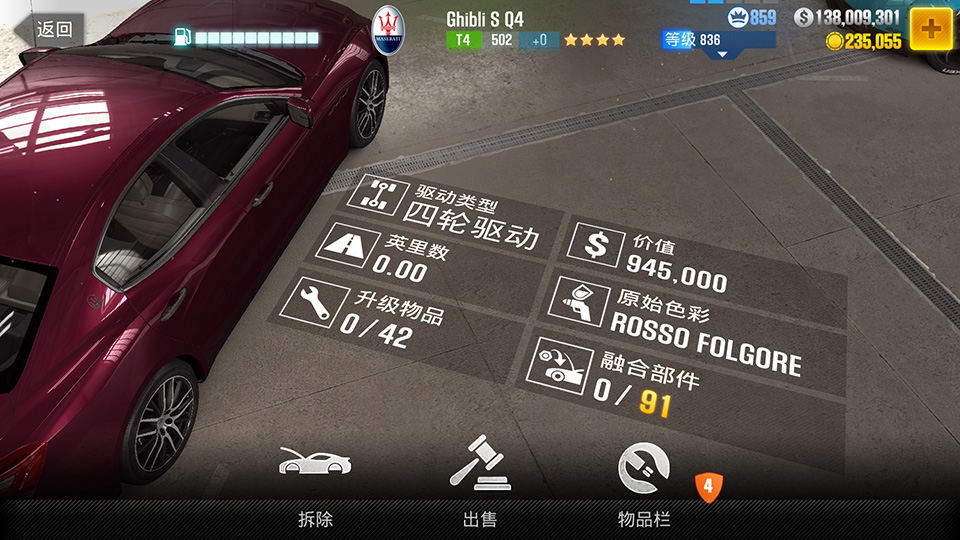 返回
MASERATI
Ghibli S Q4
T4 502 +0
859
138,009,301
等级 836
235,055
驱动类型
四轮驱动
英里数
0.00
升级物品
0/42
价值
945,000
原始色彩
ROSSO FOLGORE
融合部件
0/91
拆除
出售
物品栏
4